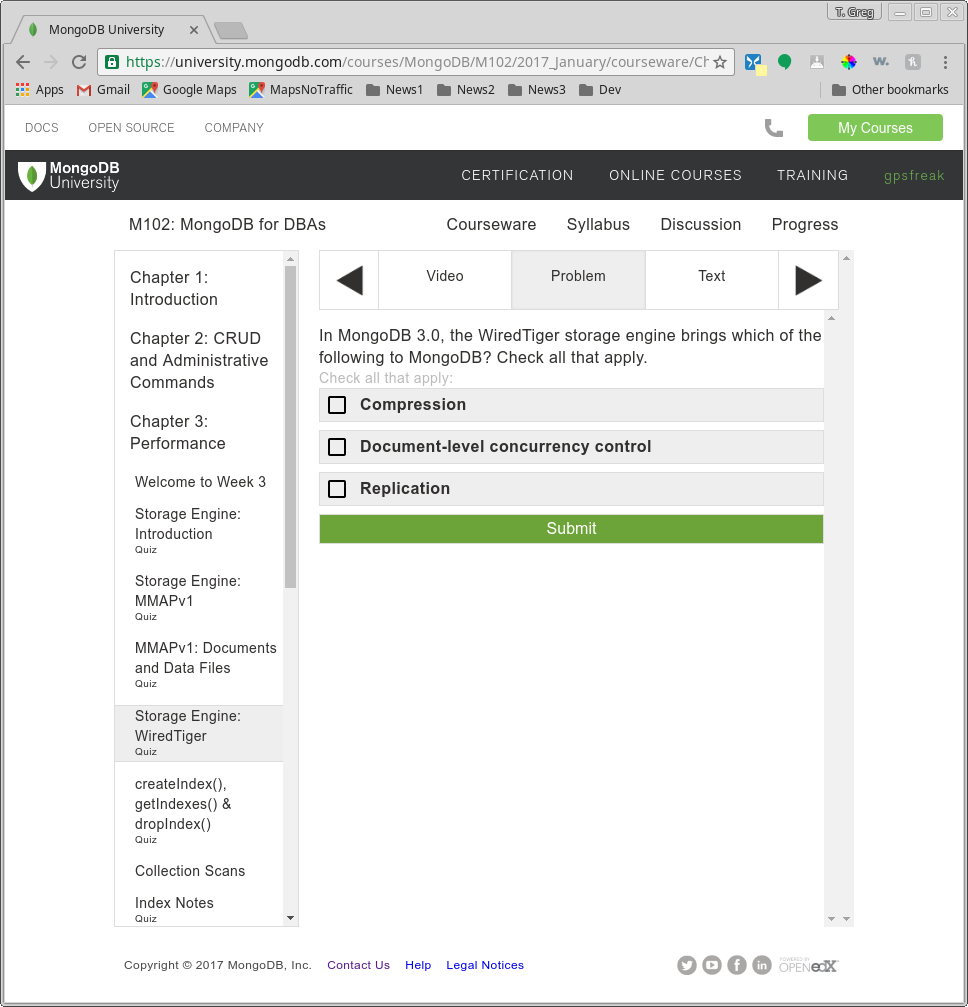 T. Greg
MongoDB University
https://university.mongodb.com/courses/MongoDB/M102/2017_January/courseware/Ch
Apps Gmail Google Maps MapsNoTraffic News1 News2 News3 Dev Other bookmarks
DOCS OPEN SOURCE COMPANY My Courses
MongoDB
University
CERTIFICATION ONLINE COURSES TRAINING gpsfreak
M102: MongoDB for DBAs Courseware Syllabus Discussion Progress
Chapter 1:
Introduction
Chapter 2: CRUD
and Administrative
Commands
Chapter 3:
Performance
Welcome to Week 3
Storage Engine:
Introduction
Quiz
Storage Engine:
MMAPv1
Quiz
MMAPv1: Documents
and Data Files
Quiz
Storage Engine:
WiredTiger
Quiz
createIndex(),
getIndexes() &
dropIndex()
Quiz
Collection Scans
Index Notes
Quiz
Video Problem Text
In MongoDB 3.0, the WiredTiger storage engine brings which of the
following to MongoDB? Check all that apply.
Check all that apply:
Compression
Document-level concurrency control
Replication
Submit
Copyright © 2017 MongoDB, Inc. Contact Us Help Legal Notices
POWERED BY
OPEN edX